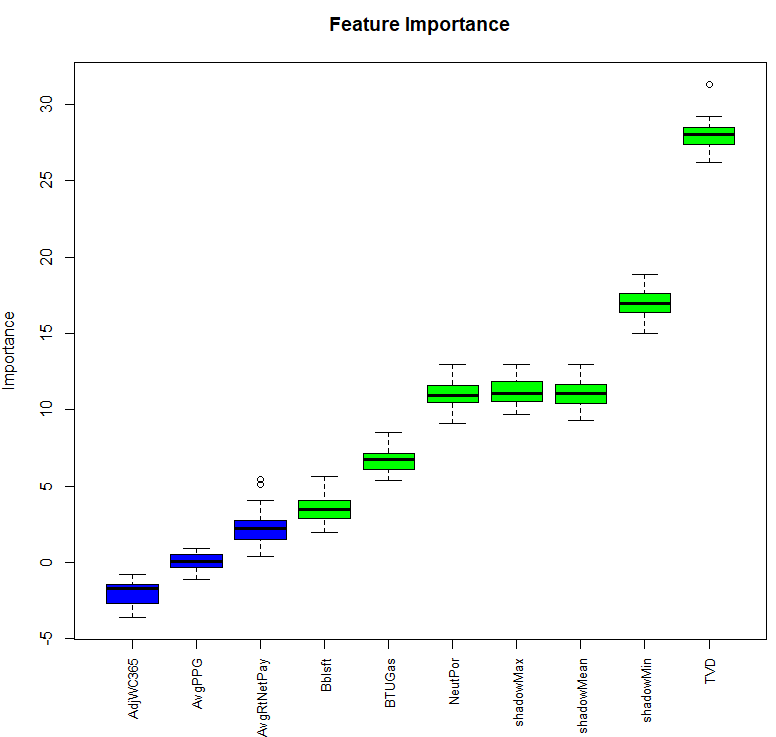 Feature Importance
Importance
30
25
20
15
10
5
0
-5
AdjWC365
AvgPPG
AvgRtNetPay
Bblsft
BTUGas
NeutPor
shadowMax
shadowMean
shadowMin
TVD